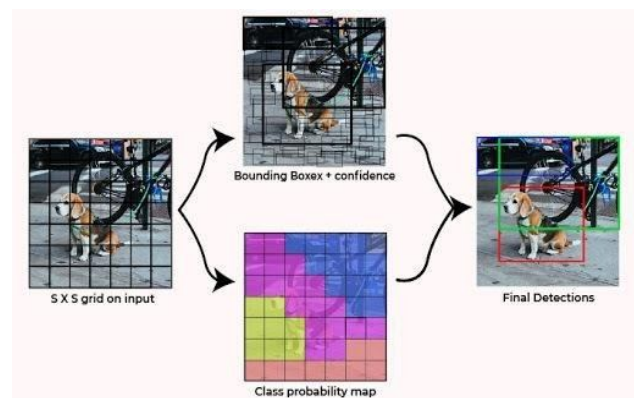 Bounding Boxex + confidence
S X S grid on input
Final Detections
Class probability map